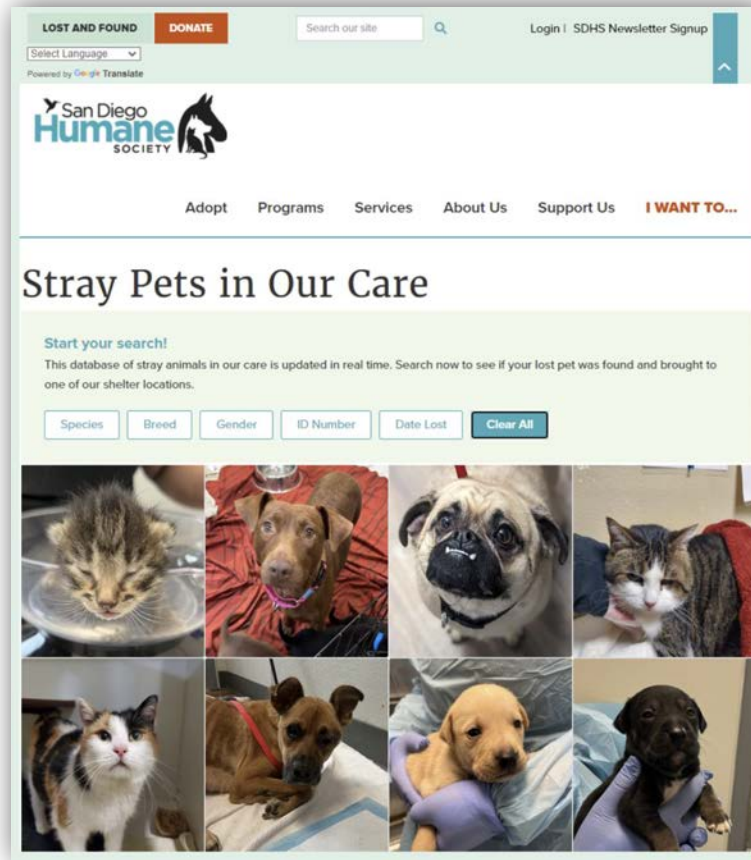 LOST AND FOUND
DONATE
Search our site
Login | SDHS Newsletter Signup
Select Language
Powered by Google Translate
San Diego
Humane
SOCIETY
Adopt Programs Services About Us Support Us I WANT TO...
Stray Pets in Our Care
Start your search!
This database of stray animals in our care is updated in real time. Search now to see if your lost pet was found and brought to
one of our shelter locations.
Species Breed Gender ID Number Date Lost Clear All